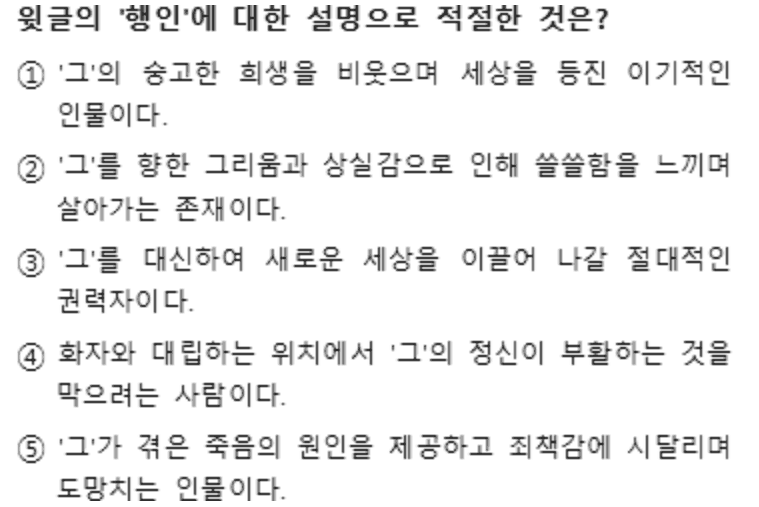 윗글의 '행인'에 대한 설명으로 적절한 것은?
① '그'의 숭고한 희생을 비웃으며 세상을 등진 이기적인
인물이다.
② '그'를 향한 그리움과 상실감으로 인해 쓸쓸함을 느끼며
살아가는 존재이다.
③ '그'를 대신하여 새로운 세상을 이끌어 나갈 절대적인
권력자이다.
④ 화자와 대립하는 위치에서 '그'의 정신이 부활하는 것을
막으려는 사람이다.
⑤ '그'가 겪은 죽음의 원인을 제공하고 죄책감에 시달리며
도망치는 인물이다.